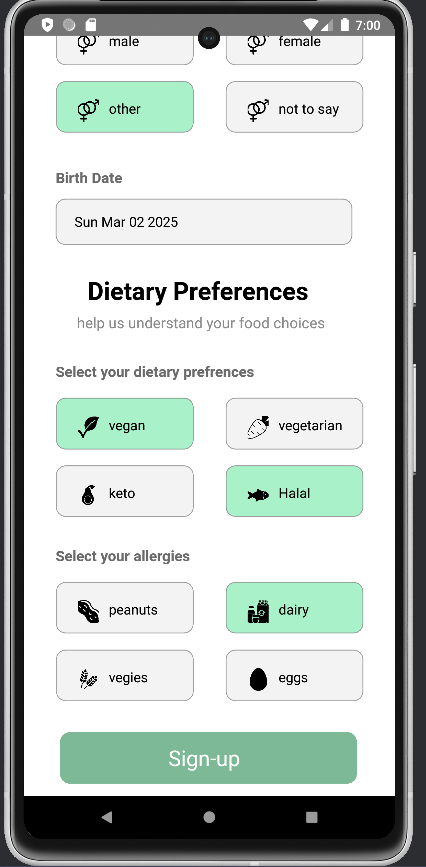 7:00
male female
other not to say
Birth Date
Sun Mar 02 2025
Dietary Preferences
help us understand your food choices
Select your dietary prefrences
vegan vegetarian
keto Halal
Select your allergies
peanuts dairy
vegies eggs
Sign-up